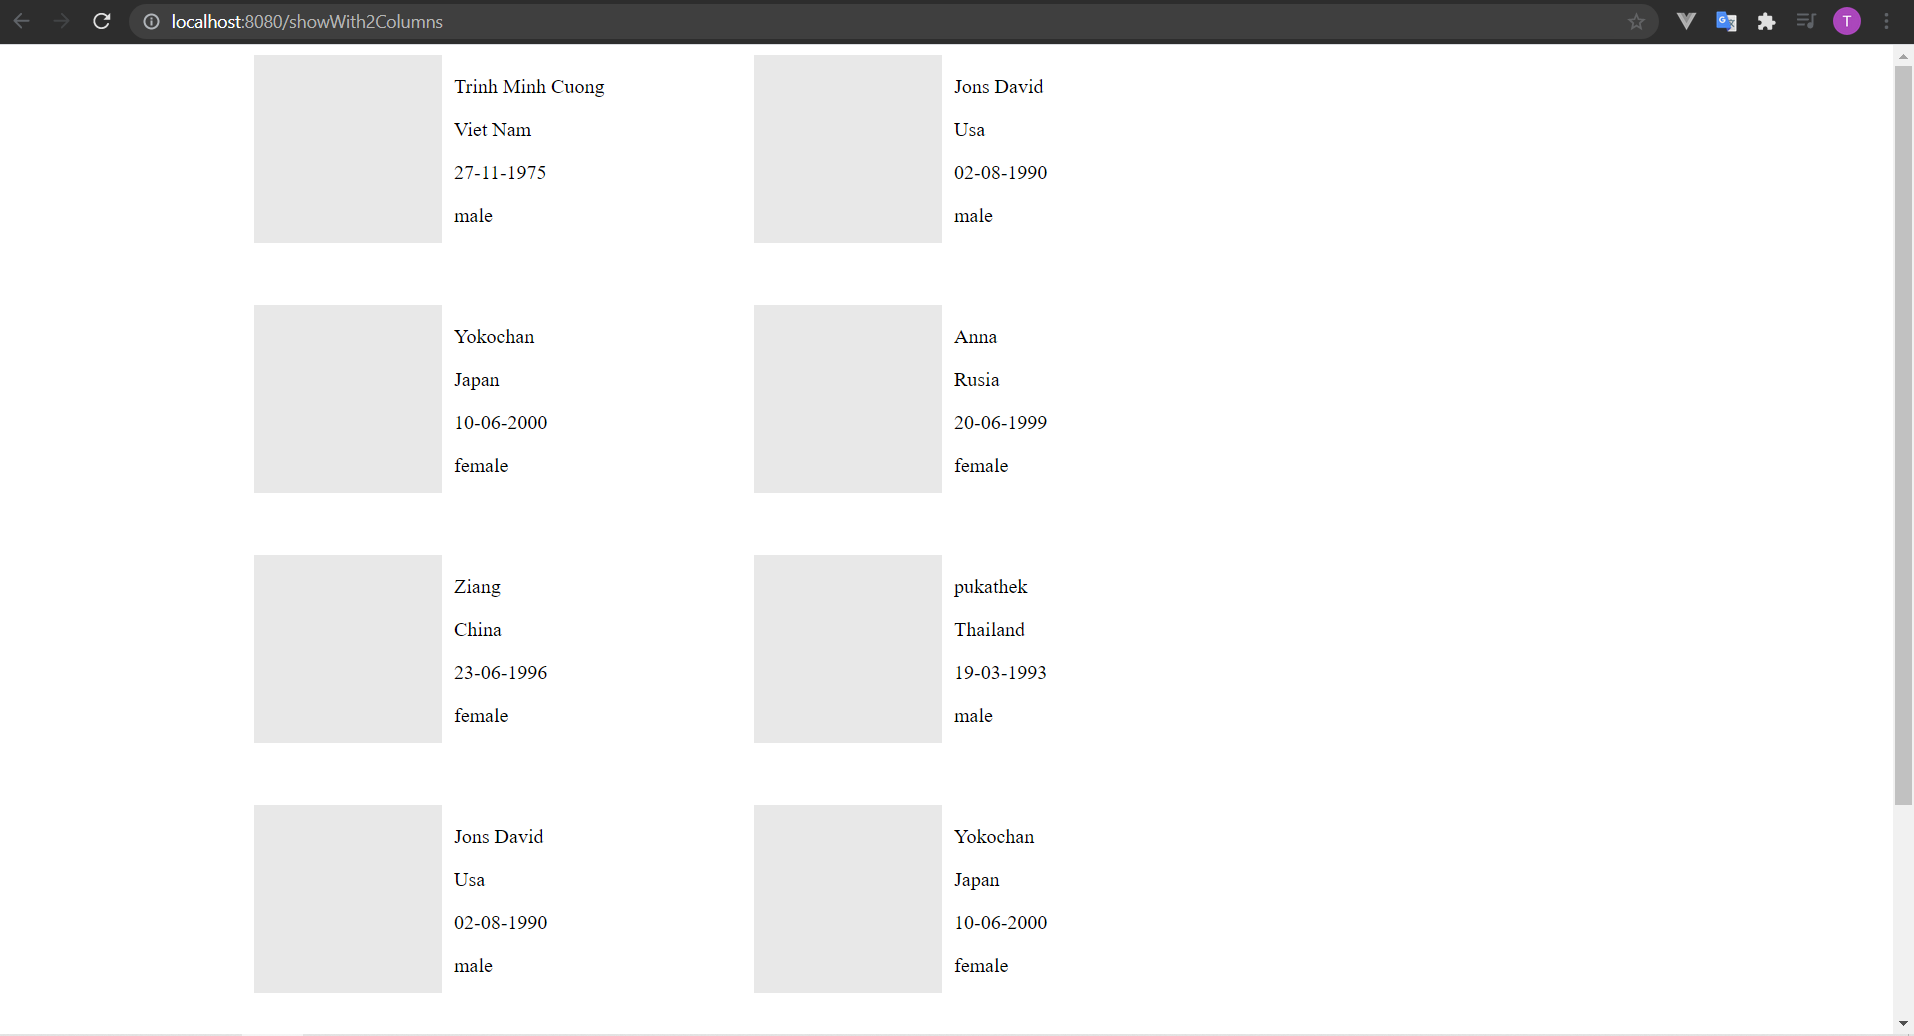 localhost:8080/showWith2Columns
T
Trinh Minh Cuong
Viet Nam
27-11-1975
male
Jons David
Usa
02-08-1990
male
Yokochan
Japan
10-06-2000
female
Anna
Rusia
20-06-1999
female
Ziang
China
23-06-1996
female
pukathek
Thailand
19-03-1993
male
Jons David
Usa
02-08-1990
male
Yokochan
Japan
10-06-2000
female